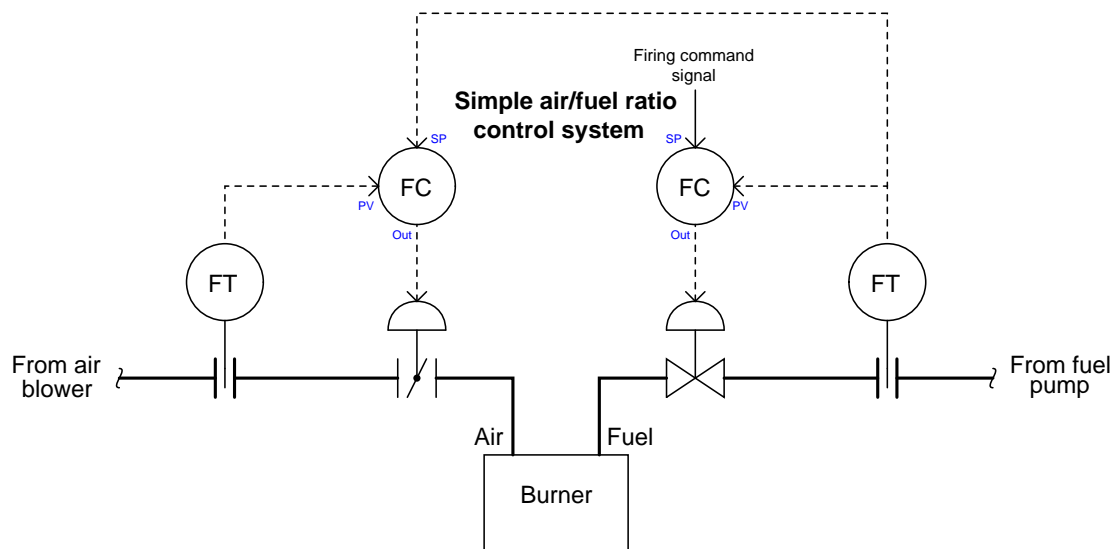 Firing command
signal
Simple air/fuel ratio
control system
SP
SP
FC
FC
PV
PV
Out
Out
FT
FT
From air
blower
From fuel
pump
Air
Fuel
Burner